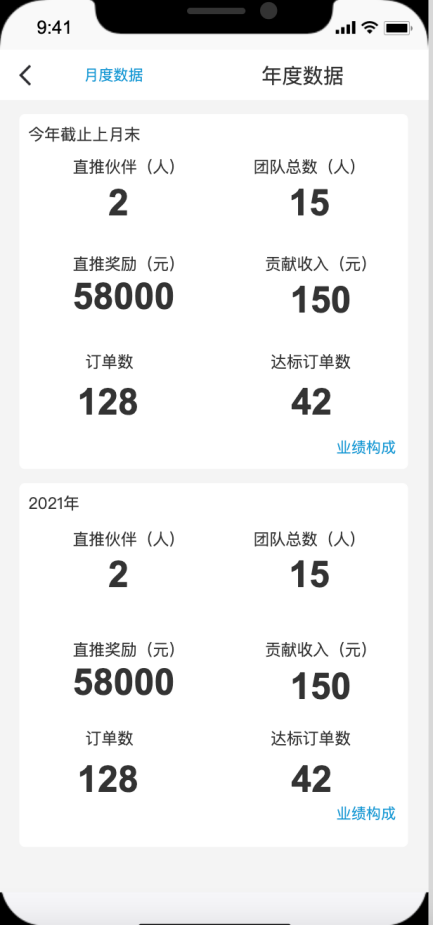 9:41
月度数据 年度数据
今年截止上月末
直推伙伴（人） 团队总数（人）
2 15
直推奖励（元） 贡献收入（元）
58000 150
订单数 达标订单数
128 42
业绩构成
2021年
直推伙伴（人） 团队总数（人）
2 15
直推奖励（元） 贡献收入（元）
58000 150
订单数 达标订单数
128 42
业绩构成